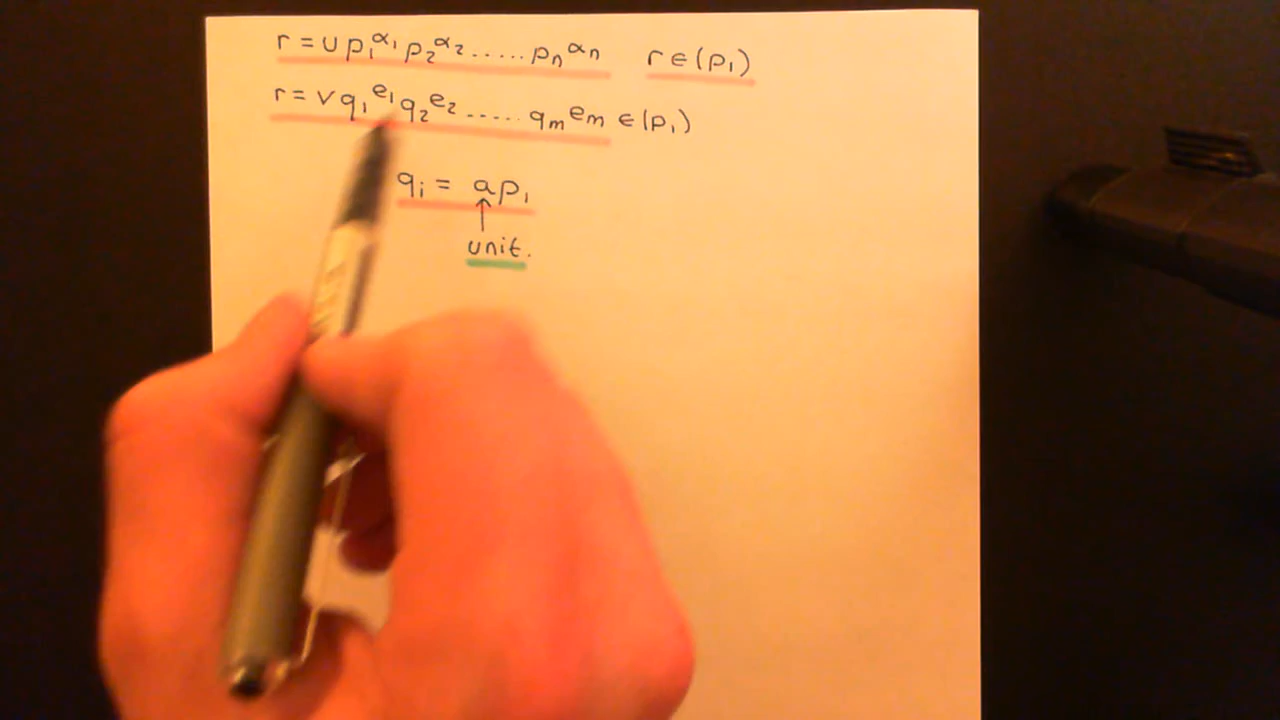 r = u p₁^α₁ p₂^α₂ ..... pₙ^αₙ r ∈ (p₁)
r = v q₁^e₁ q₂^e₂ ..... qₘ^eₘ ∈ (p₁)
qᵢ = a p₁
↑
unit.